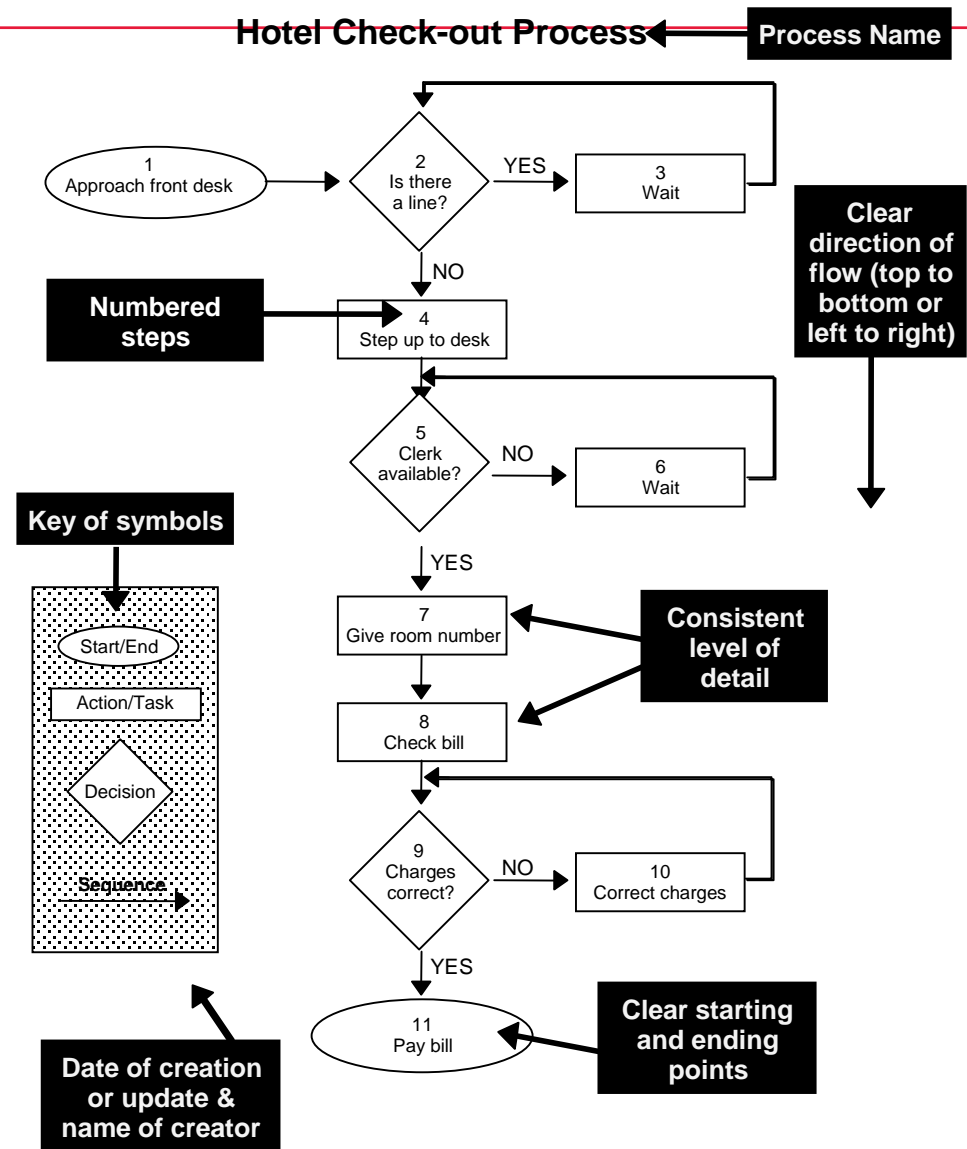 Hotel Check-out Process
Process Name
1
Approach front desk
2
Is there
a line?
YES
3
Wait
Clear
direction of
flow (top to
bottom or
left to right)
NO
Numbered
steps
4
Step up to desk
5
Clerk
available?
NO
6
Wait
Key of symbols
YES
Start/End
Action/Task
Decision
Sequence
7
Give room number
Consistent
level of
detail
8
Check bill
9
Charges
correct?
NO
10
Correct charges
YES
11
Pay bill
Clear starting
and ending
points
Date of creation
or update &
name of creator